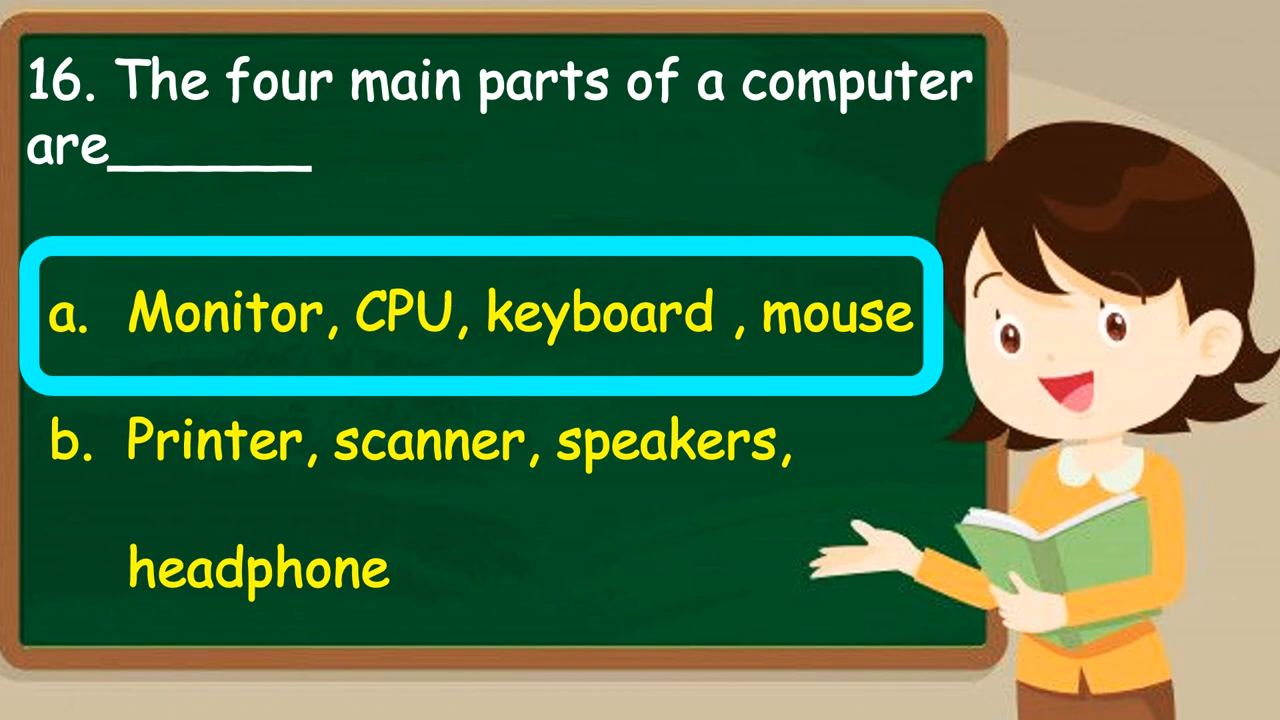 16. The four main parts of a computer
are_______
a. Monitor, CPU, keyboard , mouse
b. Printer, scanner, speakers,
headphone